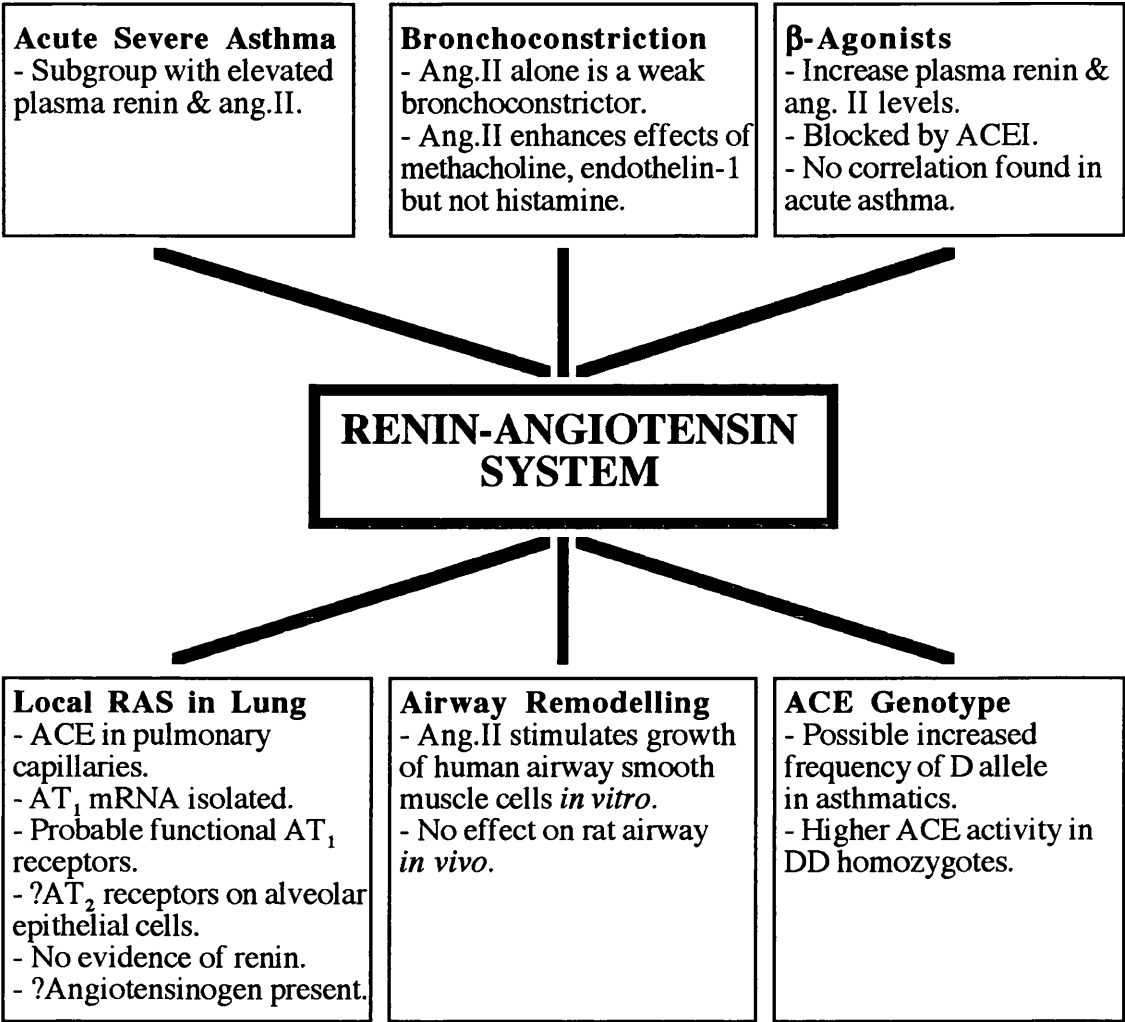 Acute Severe Asthma
- Subgroup with elevated
plasma renin & ang.II.
Bronchoconstriction
- Ang.II alone is a weak
bronchoconstrictor.
- Ang.II enhances effects of
methacholine, endothelin-1
but not histamine.
β-Agonists
- Increase plasma renin &
ang. II levels.
- Blocked by ACEI.
- No correlation found in
acute asthma.
RENIN-ANGIOTENSIN
SYSTEM
Local RAS in Lung
- ACE in pulmonary
capillaries.
- AT₁ mRNA isolated.
- Probable functional AT₁
receptors.
- ?AT₂ receptors on alveolar
epithelial cells.
- No evidence of renin.
- ?Angiotensinogen present.
Airway Remodelling
- Ang.II stimulates growth
of human airway smooth
muscle cells in vitro.
- No effect on rat airway
in vivo.
ACE Genotype
- Possible increased
frequency of D allele
in asthmatics.
- Higher ACE activity in
DD homozygotes.